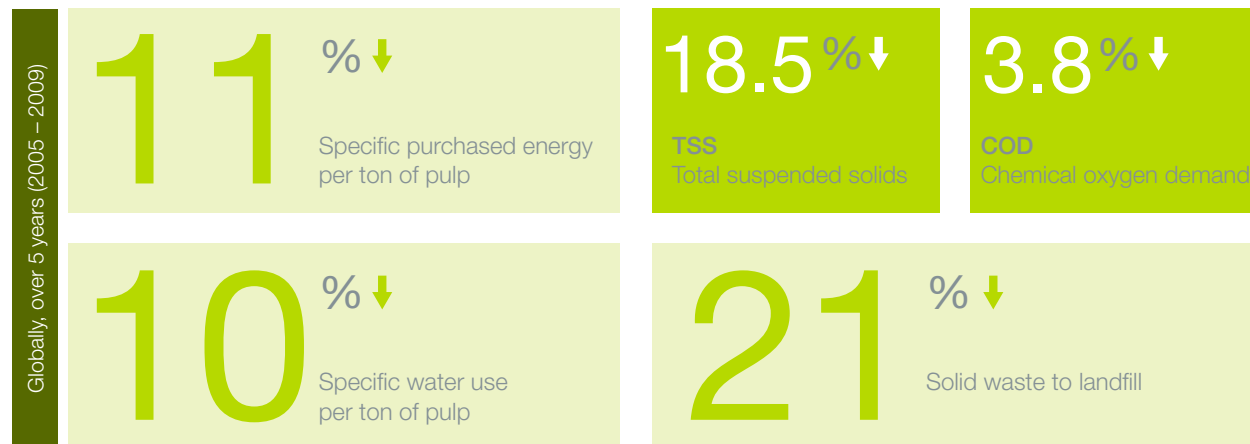 Globally, over 5 years (2005 – 2009)
11 %
Specific purchased energy
per ton of pulp
18.5 %
TSS
Total suspended solids
3.8 %
COD
Chemical oxygen demand
10 %
Specific water use
per ton of pulp
21 %
Solid waste to landfill